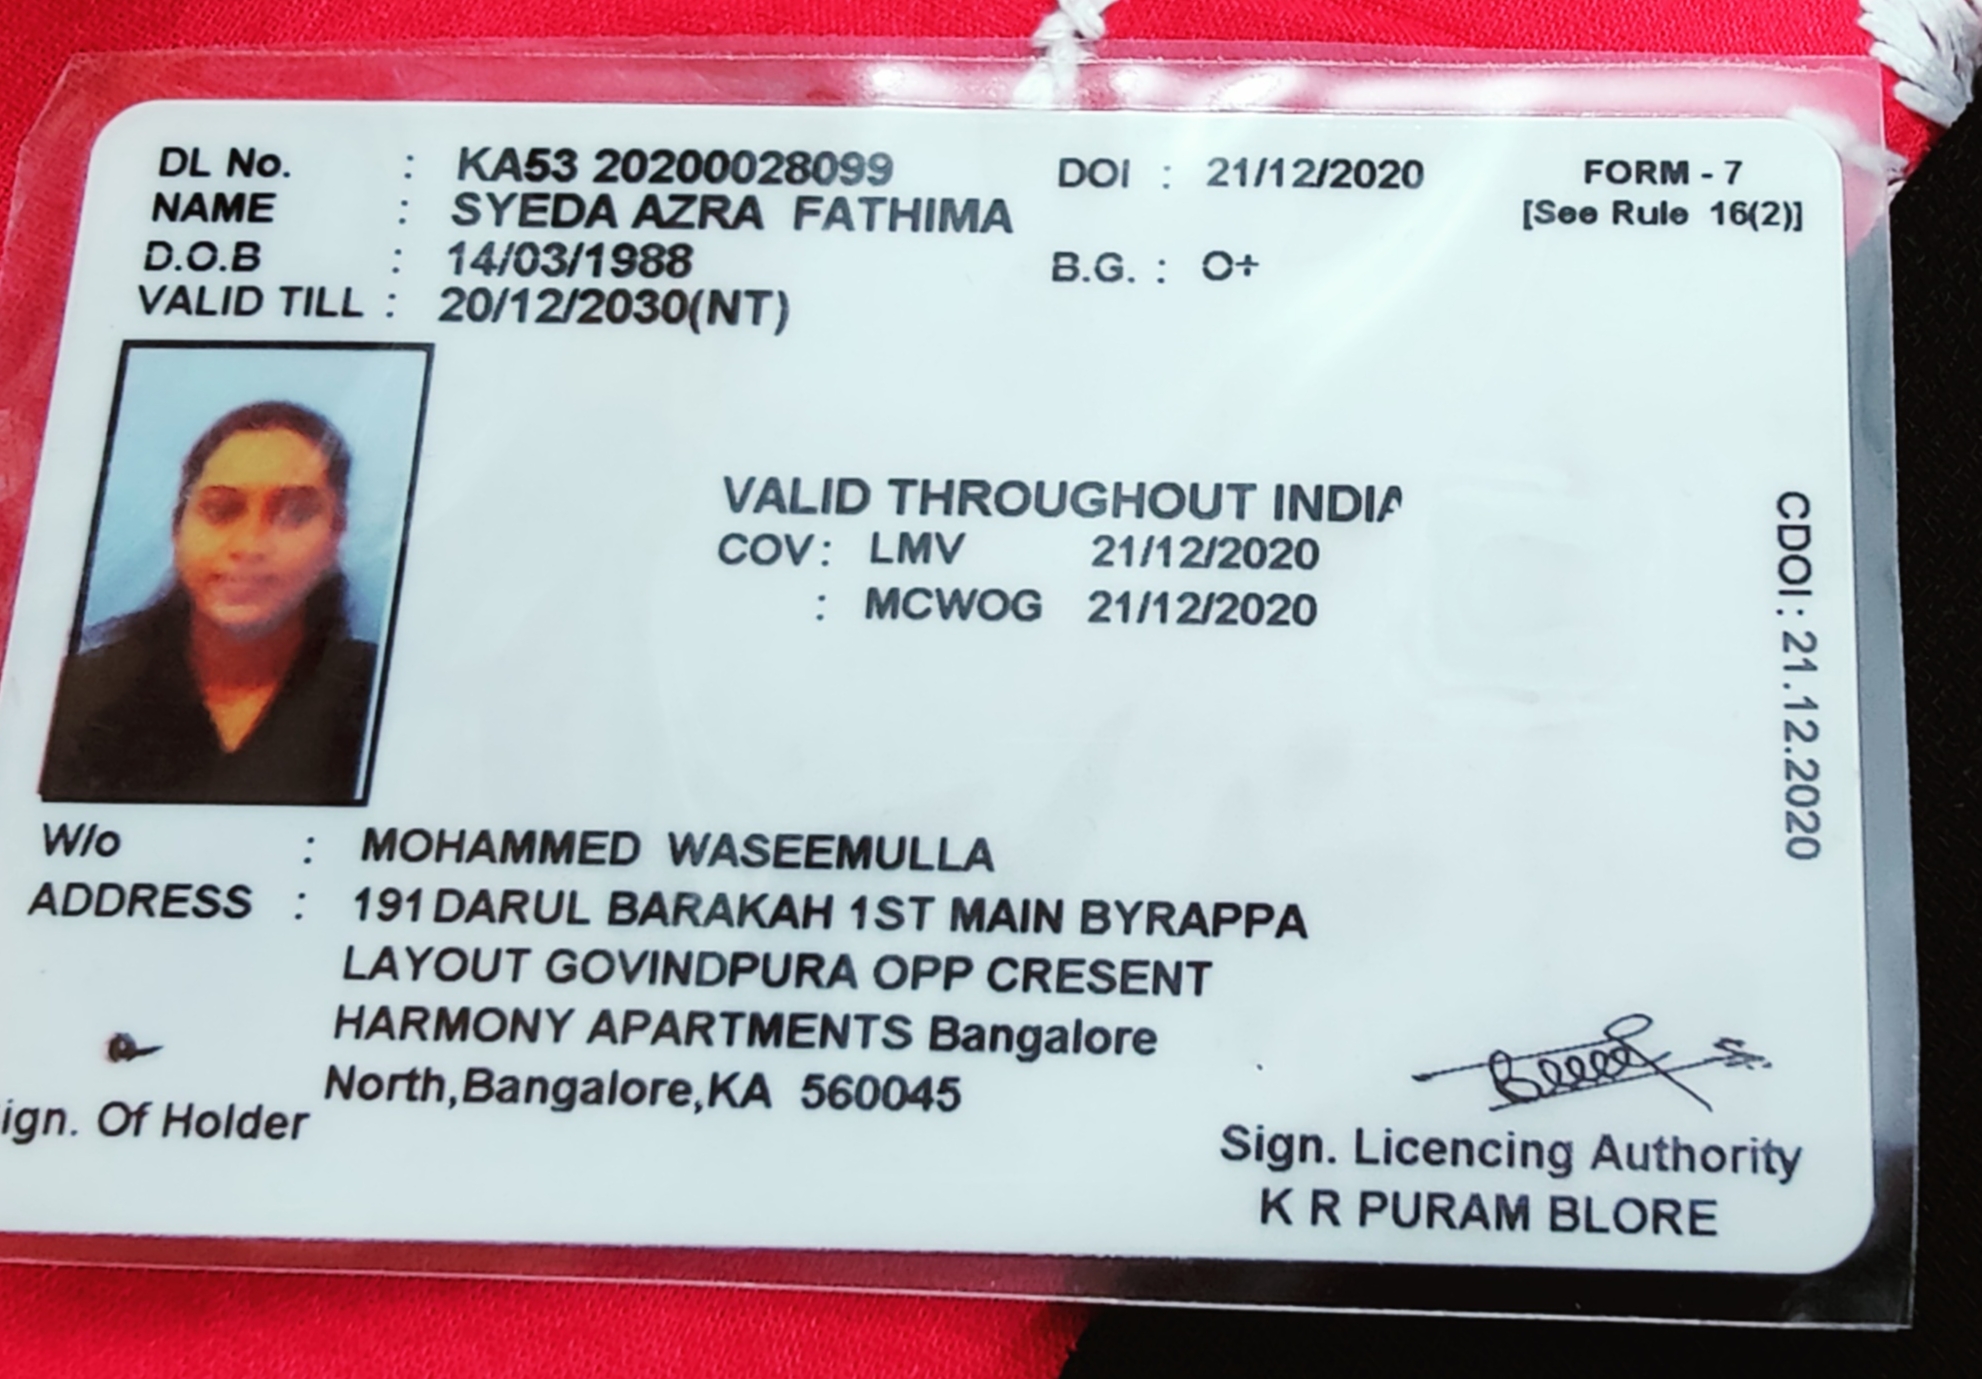 DL No. : KA53 20200028099 DOI : 21/12/2020 FORM - 7
NAME : SYEDA AZRA FATHIMA [See Rule 16(2)]
D.O.B : 14/03/1988 B.G. : O+
VALID TILL : 20/12/2030(NT)
VALID THROUGHOUT INDIA
COV : LMV 21/12/2020
: MCWOG 21/12/2020
CDOI : 21.12.2020
W/o : MOHAMMED WASEEMULLA
ADDRESS : 191 DARUL BARAKAH 1ST MAIN BYRAPPA
LAYOUT GOVINDPURA OPP CRESENT
HARMONY APARTMENTS Bangalore
North,Bangalore,KA 560045
ign. Of Holder
Sign. Licencing Authority
K R PURAM BLORE